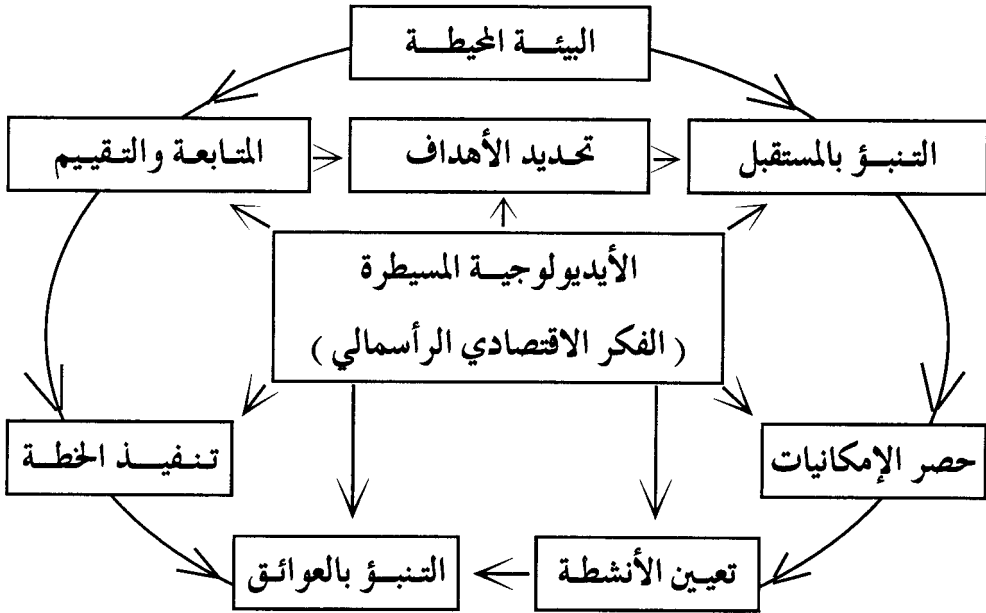 البيئة المحيطة
التنبؤ بالمستقبل
تحديد الأهداف
المتابعة والتقييم
الأيديولوجية المسيطرة
( الفكر الاقتصادي الرأسمالي )
حصر الإمكانيات
تنفيذ الخطة
تعيين الأنشطة
التنبؤ بالعوائق